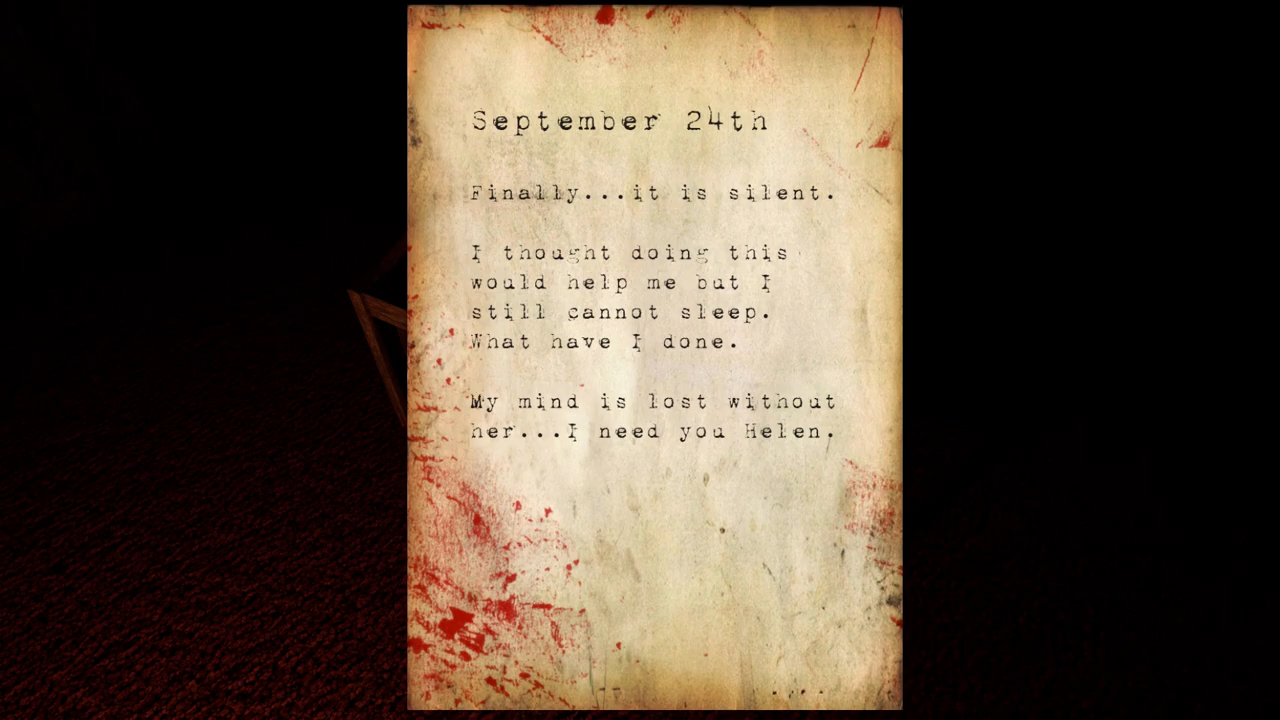 September 24th
Finally...it is silent.
I thought doing this
would help me but I
still cannot sleep.
What have I done.
My mind is lost without
her...I need you Helen.